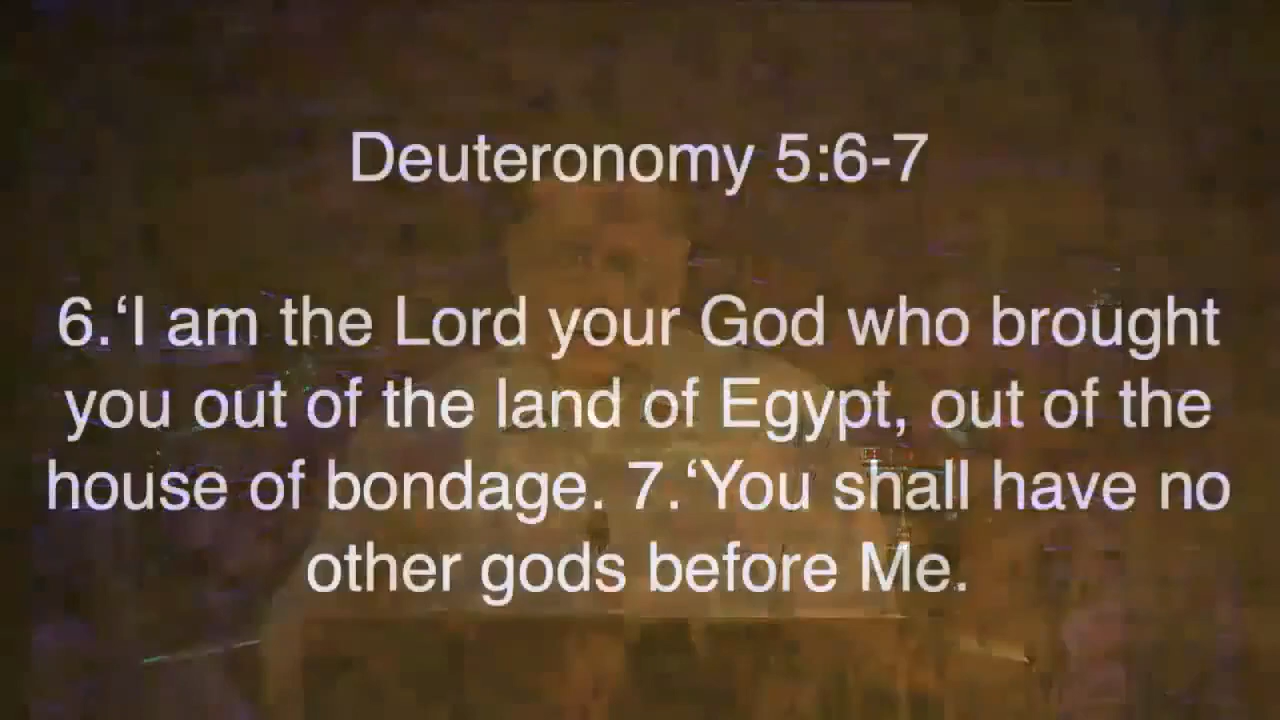 Deuteronomy 5:6-7
6.‘I am the Lord your God who brought
you out of the land of Egypt, out of the
house of bondage. 7.‘You shall have no
other gods before Me.